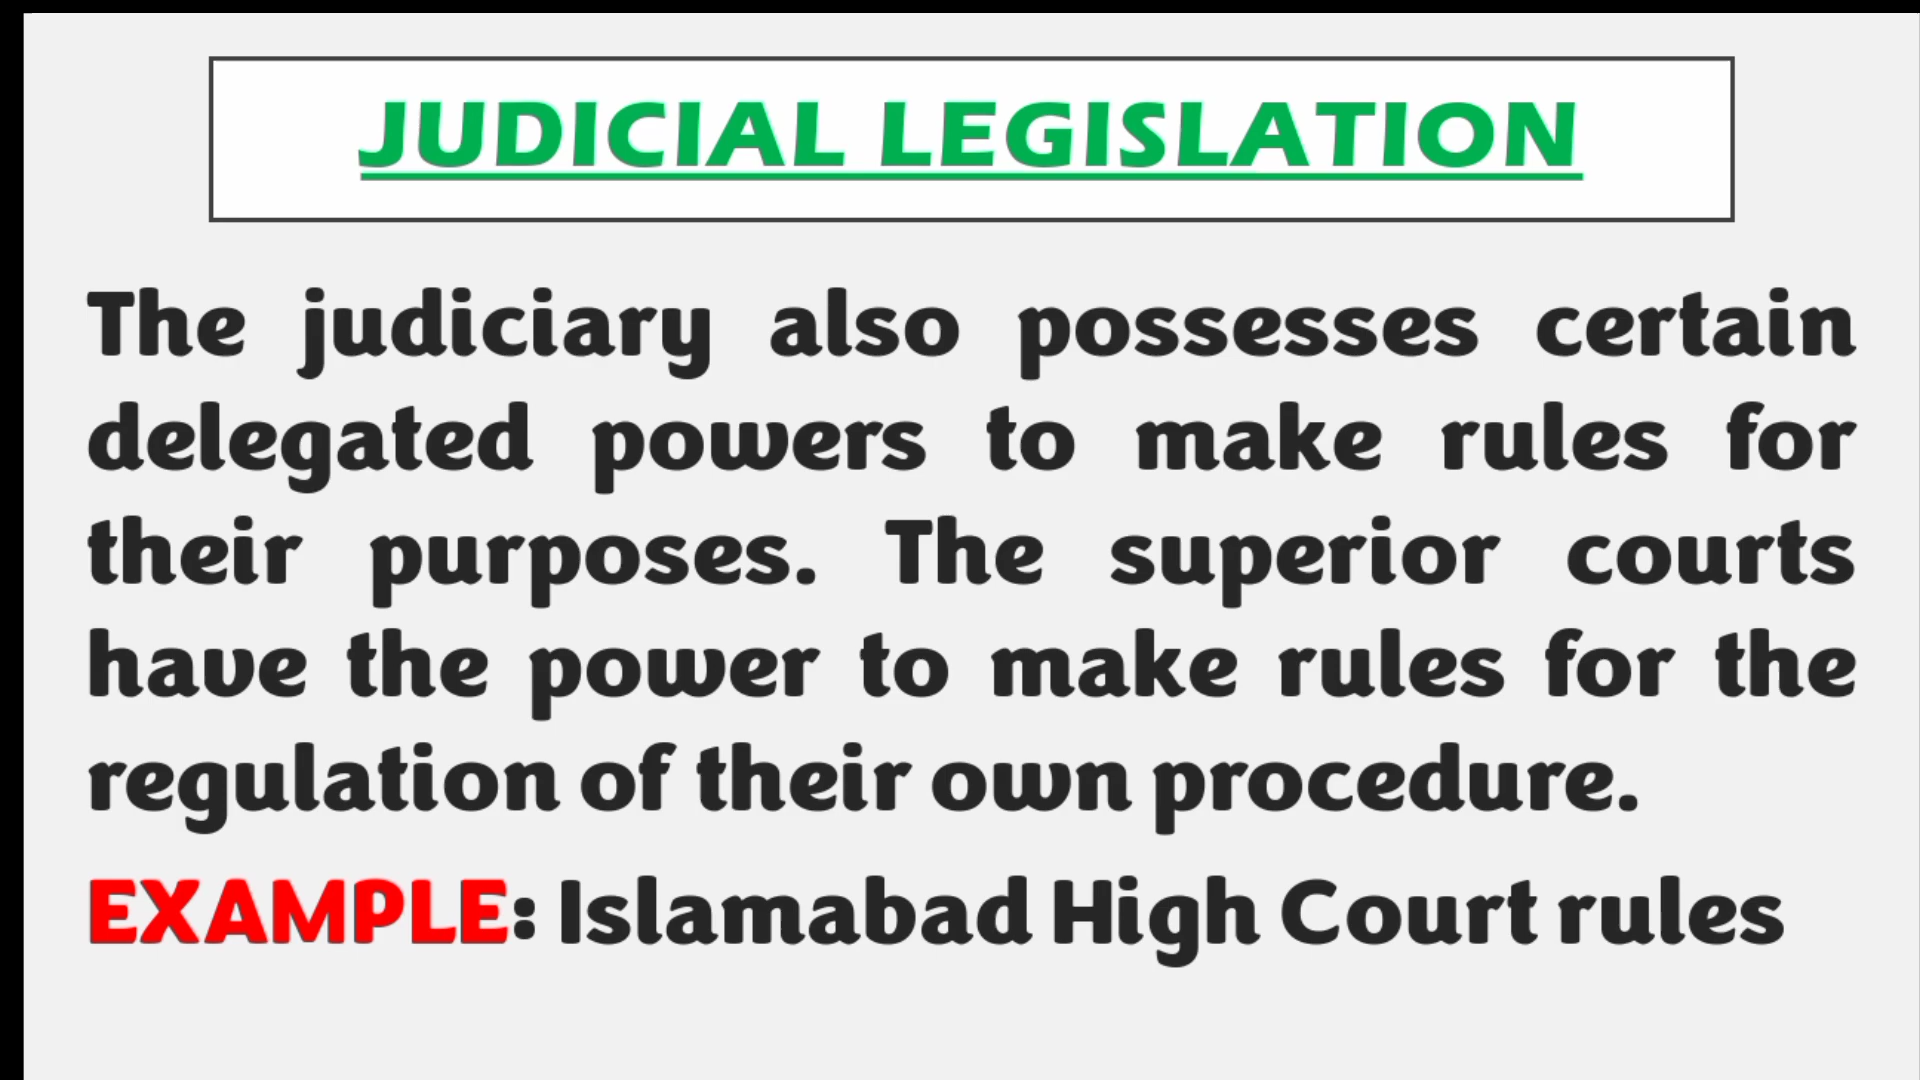 JUDICIAL LEGISLATION
The judiciary also possesses certain
delegated powers to make rules for
their purposes. The superior courts
have the power to make rules for the
regulation of their own procedure.
EXAMPLE: Islamabad High Court rules